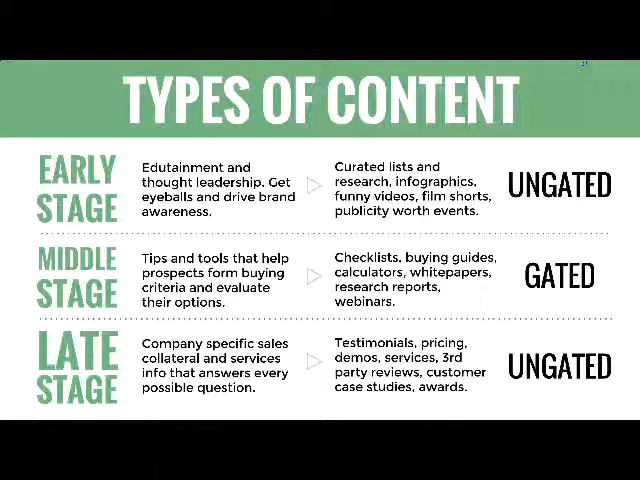 TYPES OF CONTENT
EARLY
STAGE
Edutainment and
thought leadership. Get
eyeballs and drive brand
awareness.
Curated lists and
research, infographics,
funny videos, film shorts,
publicity worth events.
UNGATED
MIDDLE
STAGE
Tips and tools that help
prospects form buying
criteria and evaluate
their options.
Checklists, buying guides,
calculators, whitepapers,
research reports,
webinars.
GATED
LATE
STAGE
Company specific sales
collateral and services
info that answers every
possible question.
Testimonials, pricing,
demos, services, 3rd
party reviews, customer
case studies, awards.
UNGATED